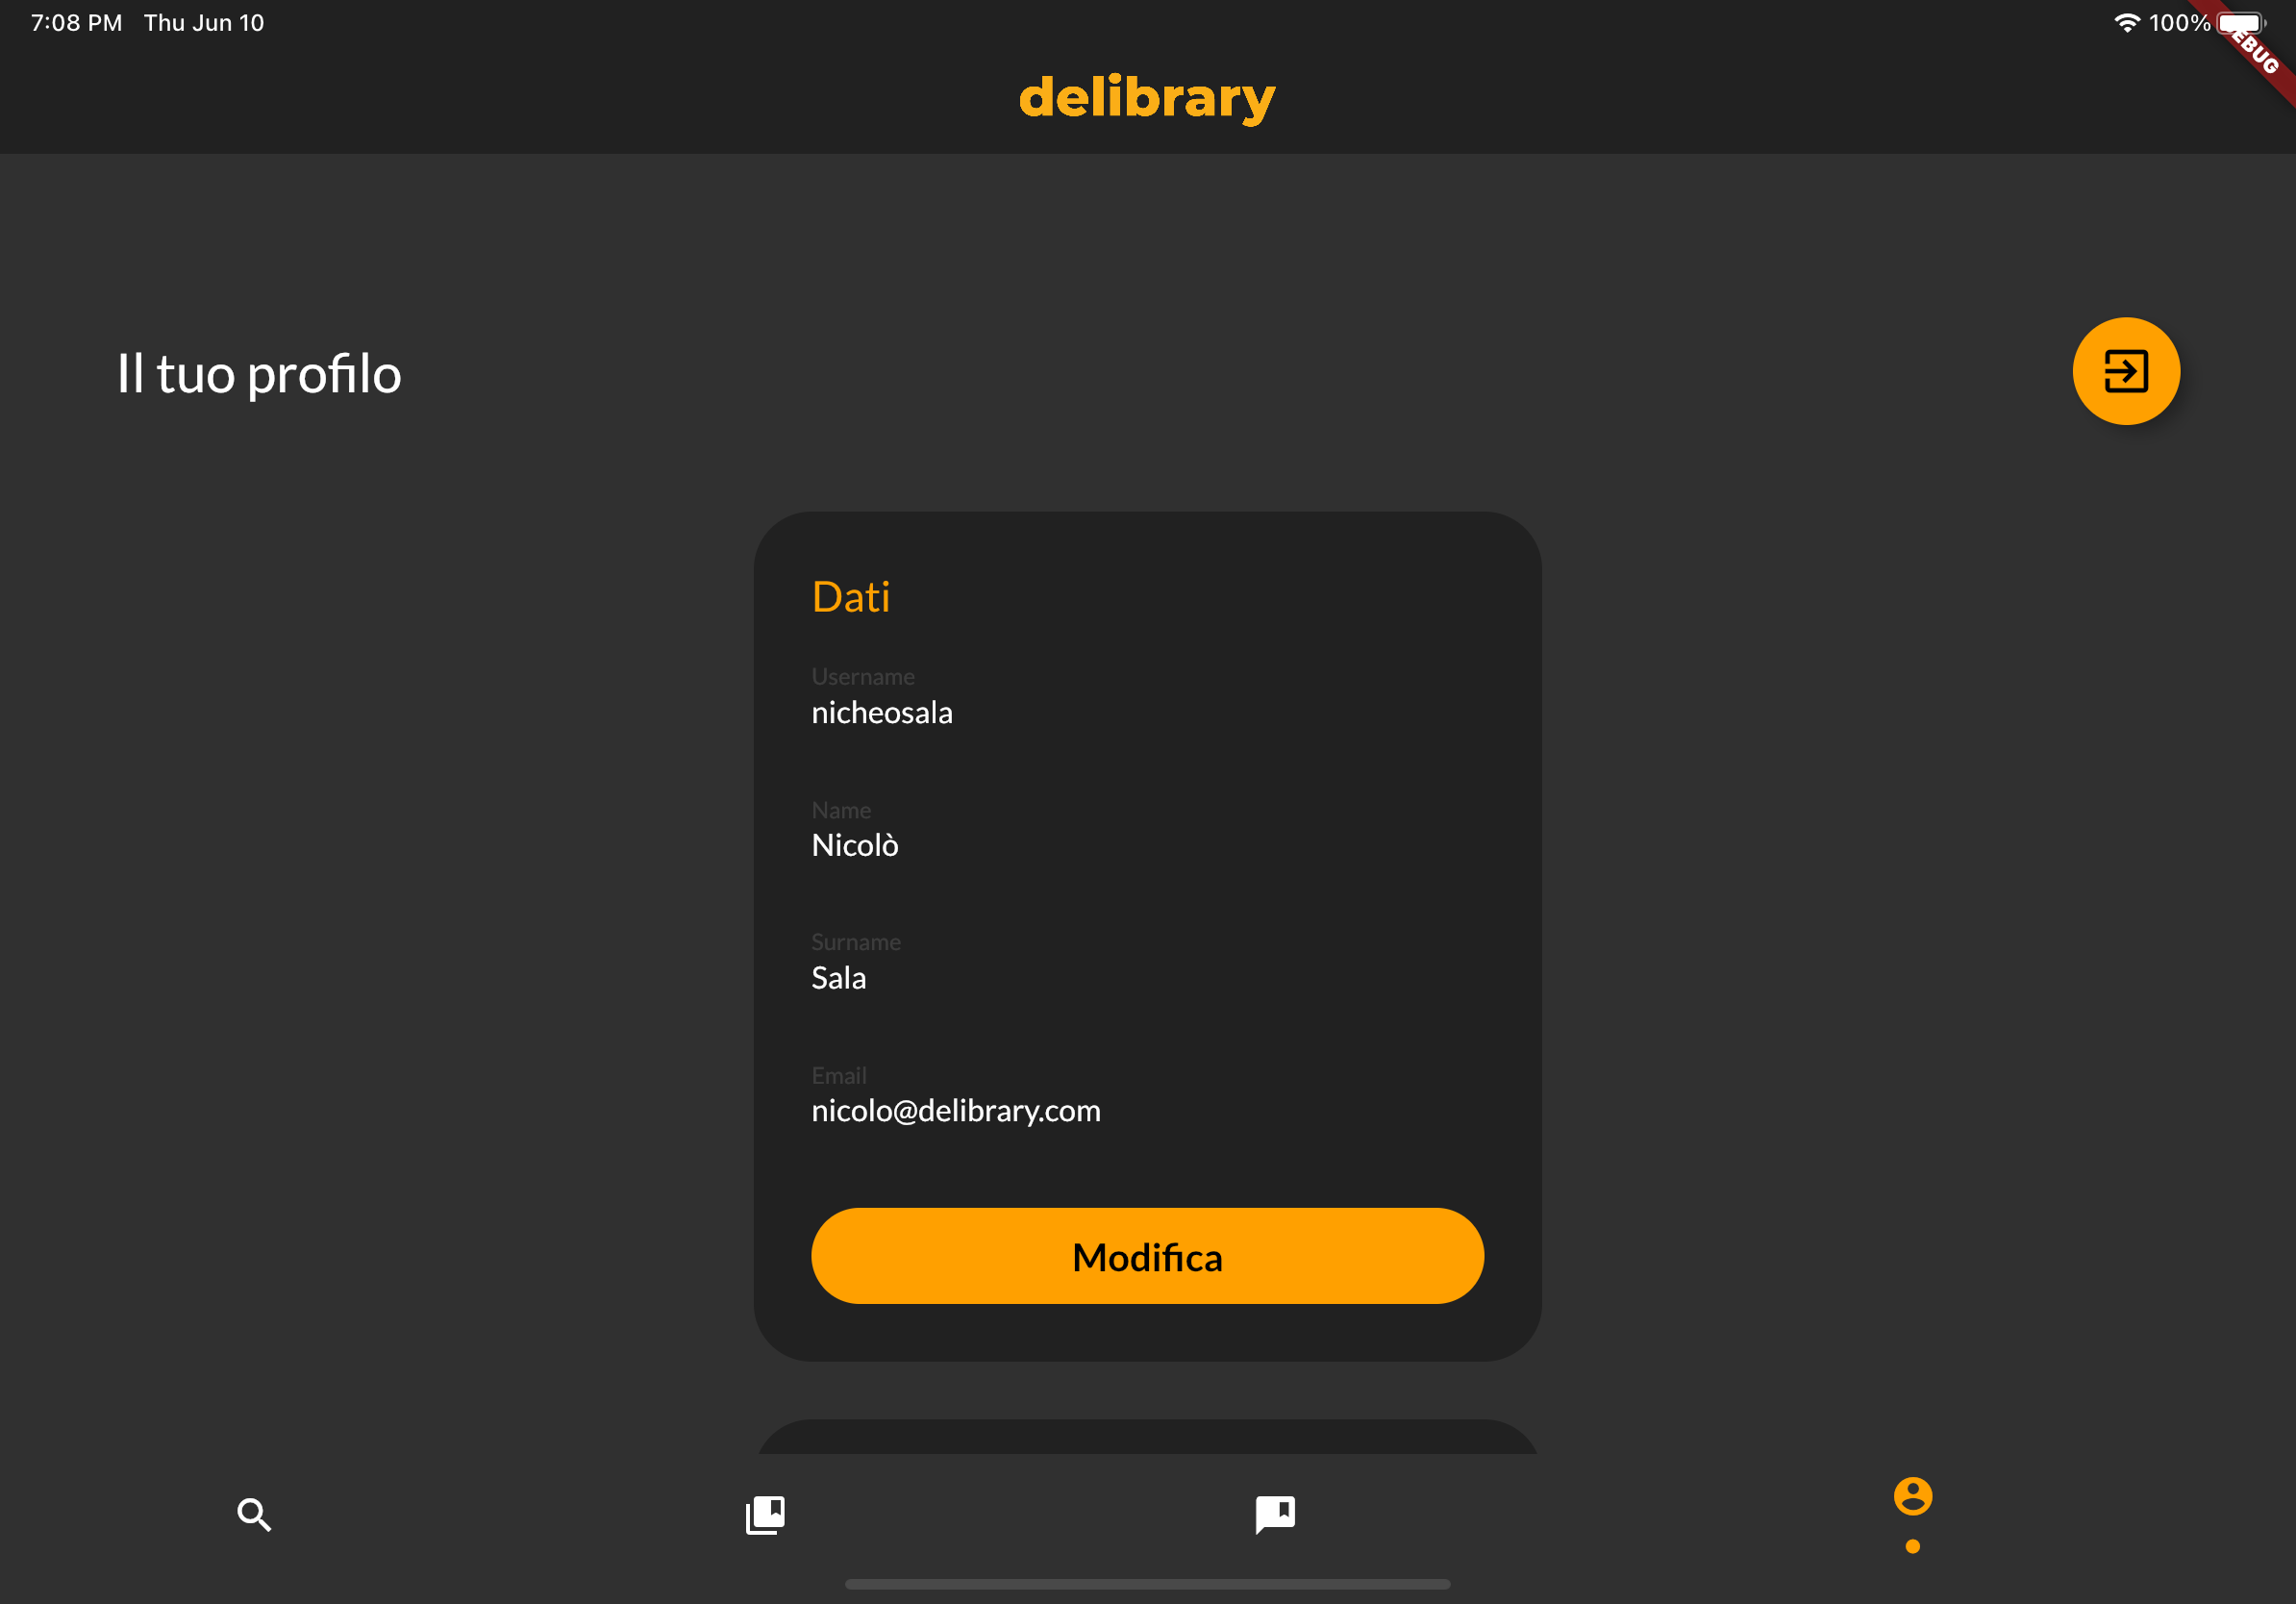 7:08 PM Thu Jun 10
100%
EBUG
delibrary
Il tuo profilo
Dati
Username
nicheosala
Name
Nicolò
Surname
Sala
Email
nicolo@delibrary.com
Modifica